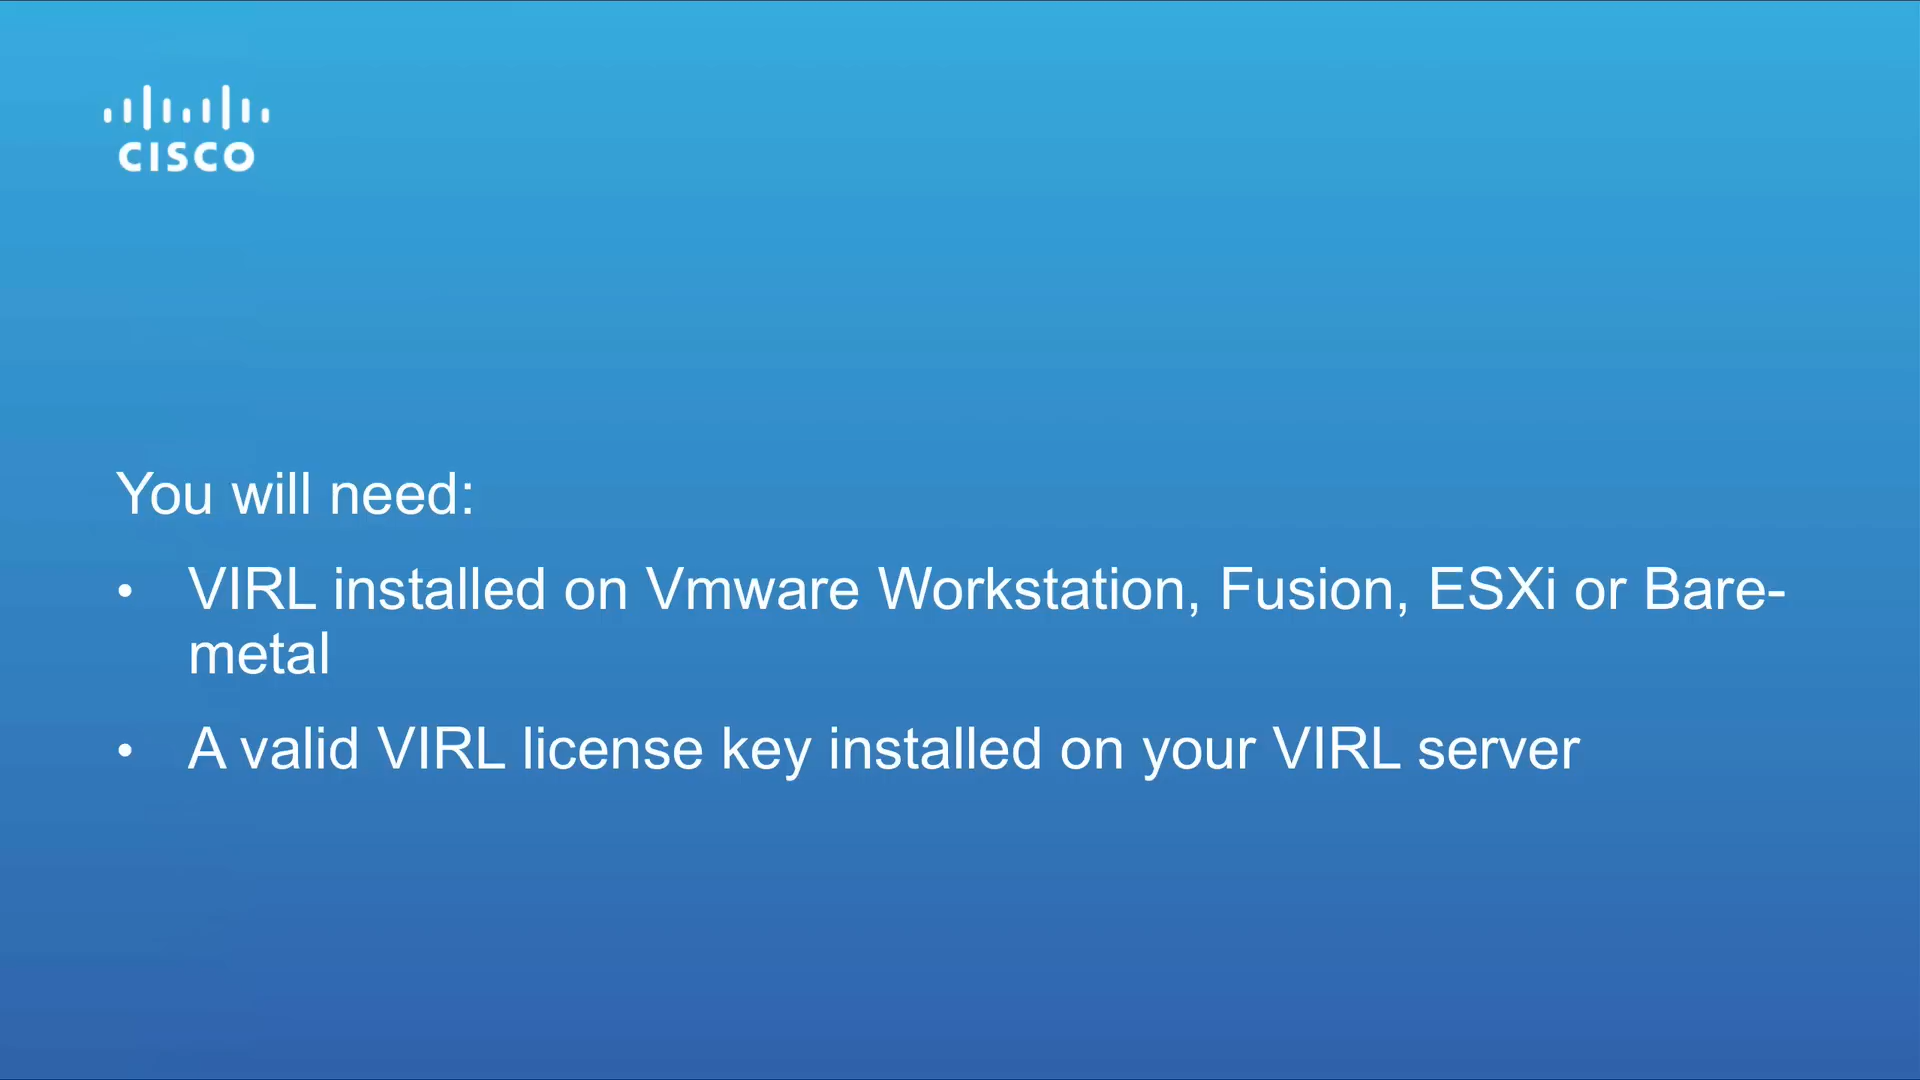 CISCO
You will need:
• VIRL installed on Vmware Workstation, Fusion, ESXi or Bare-
metal
• A valid VIRL license key installed on your VIRL server